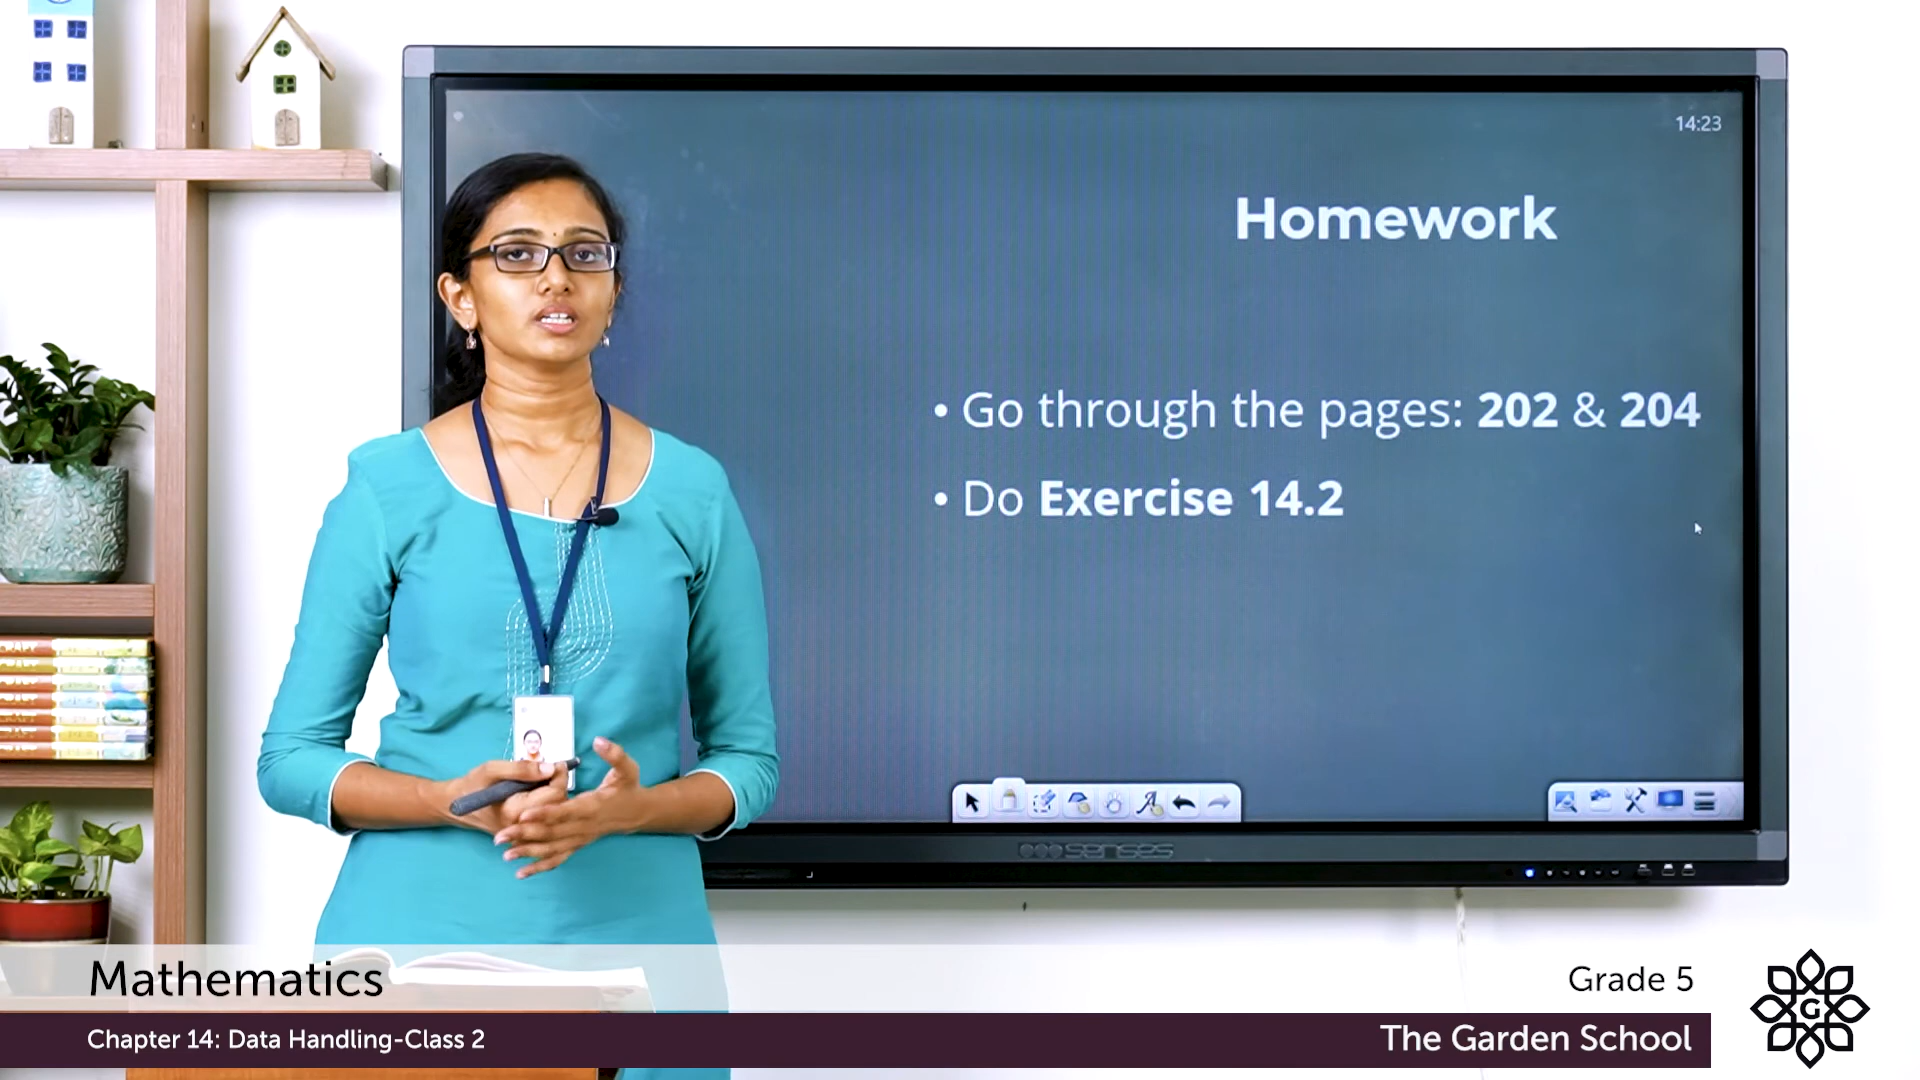 14:23
Homework
• Go through the pages: 202 & 204
• Do Exercise 14.2
senses
Mathematics
Grade 5
Chapter 14: Data Handling-Class 2
The Garden School
G